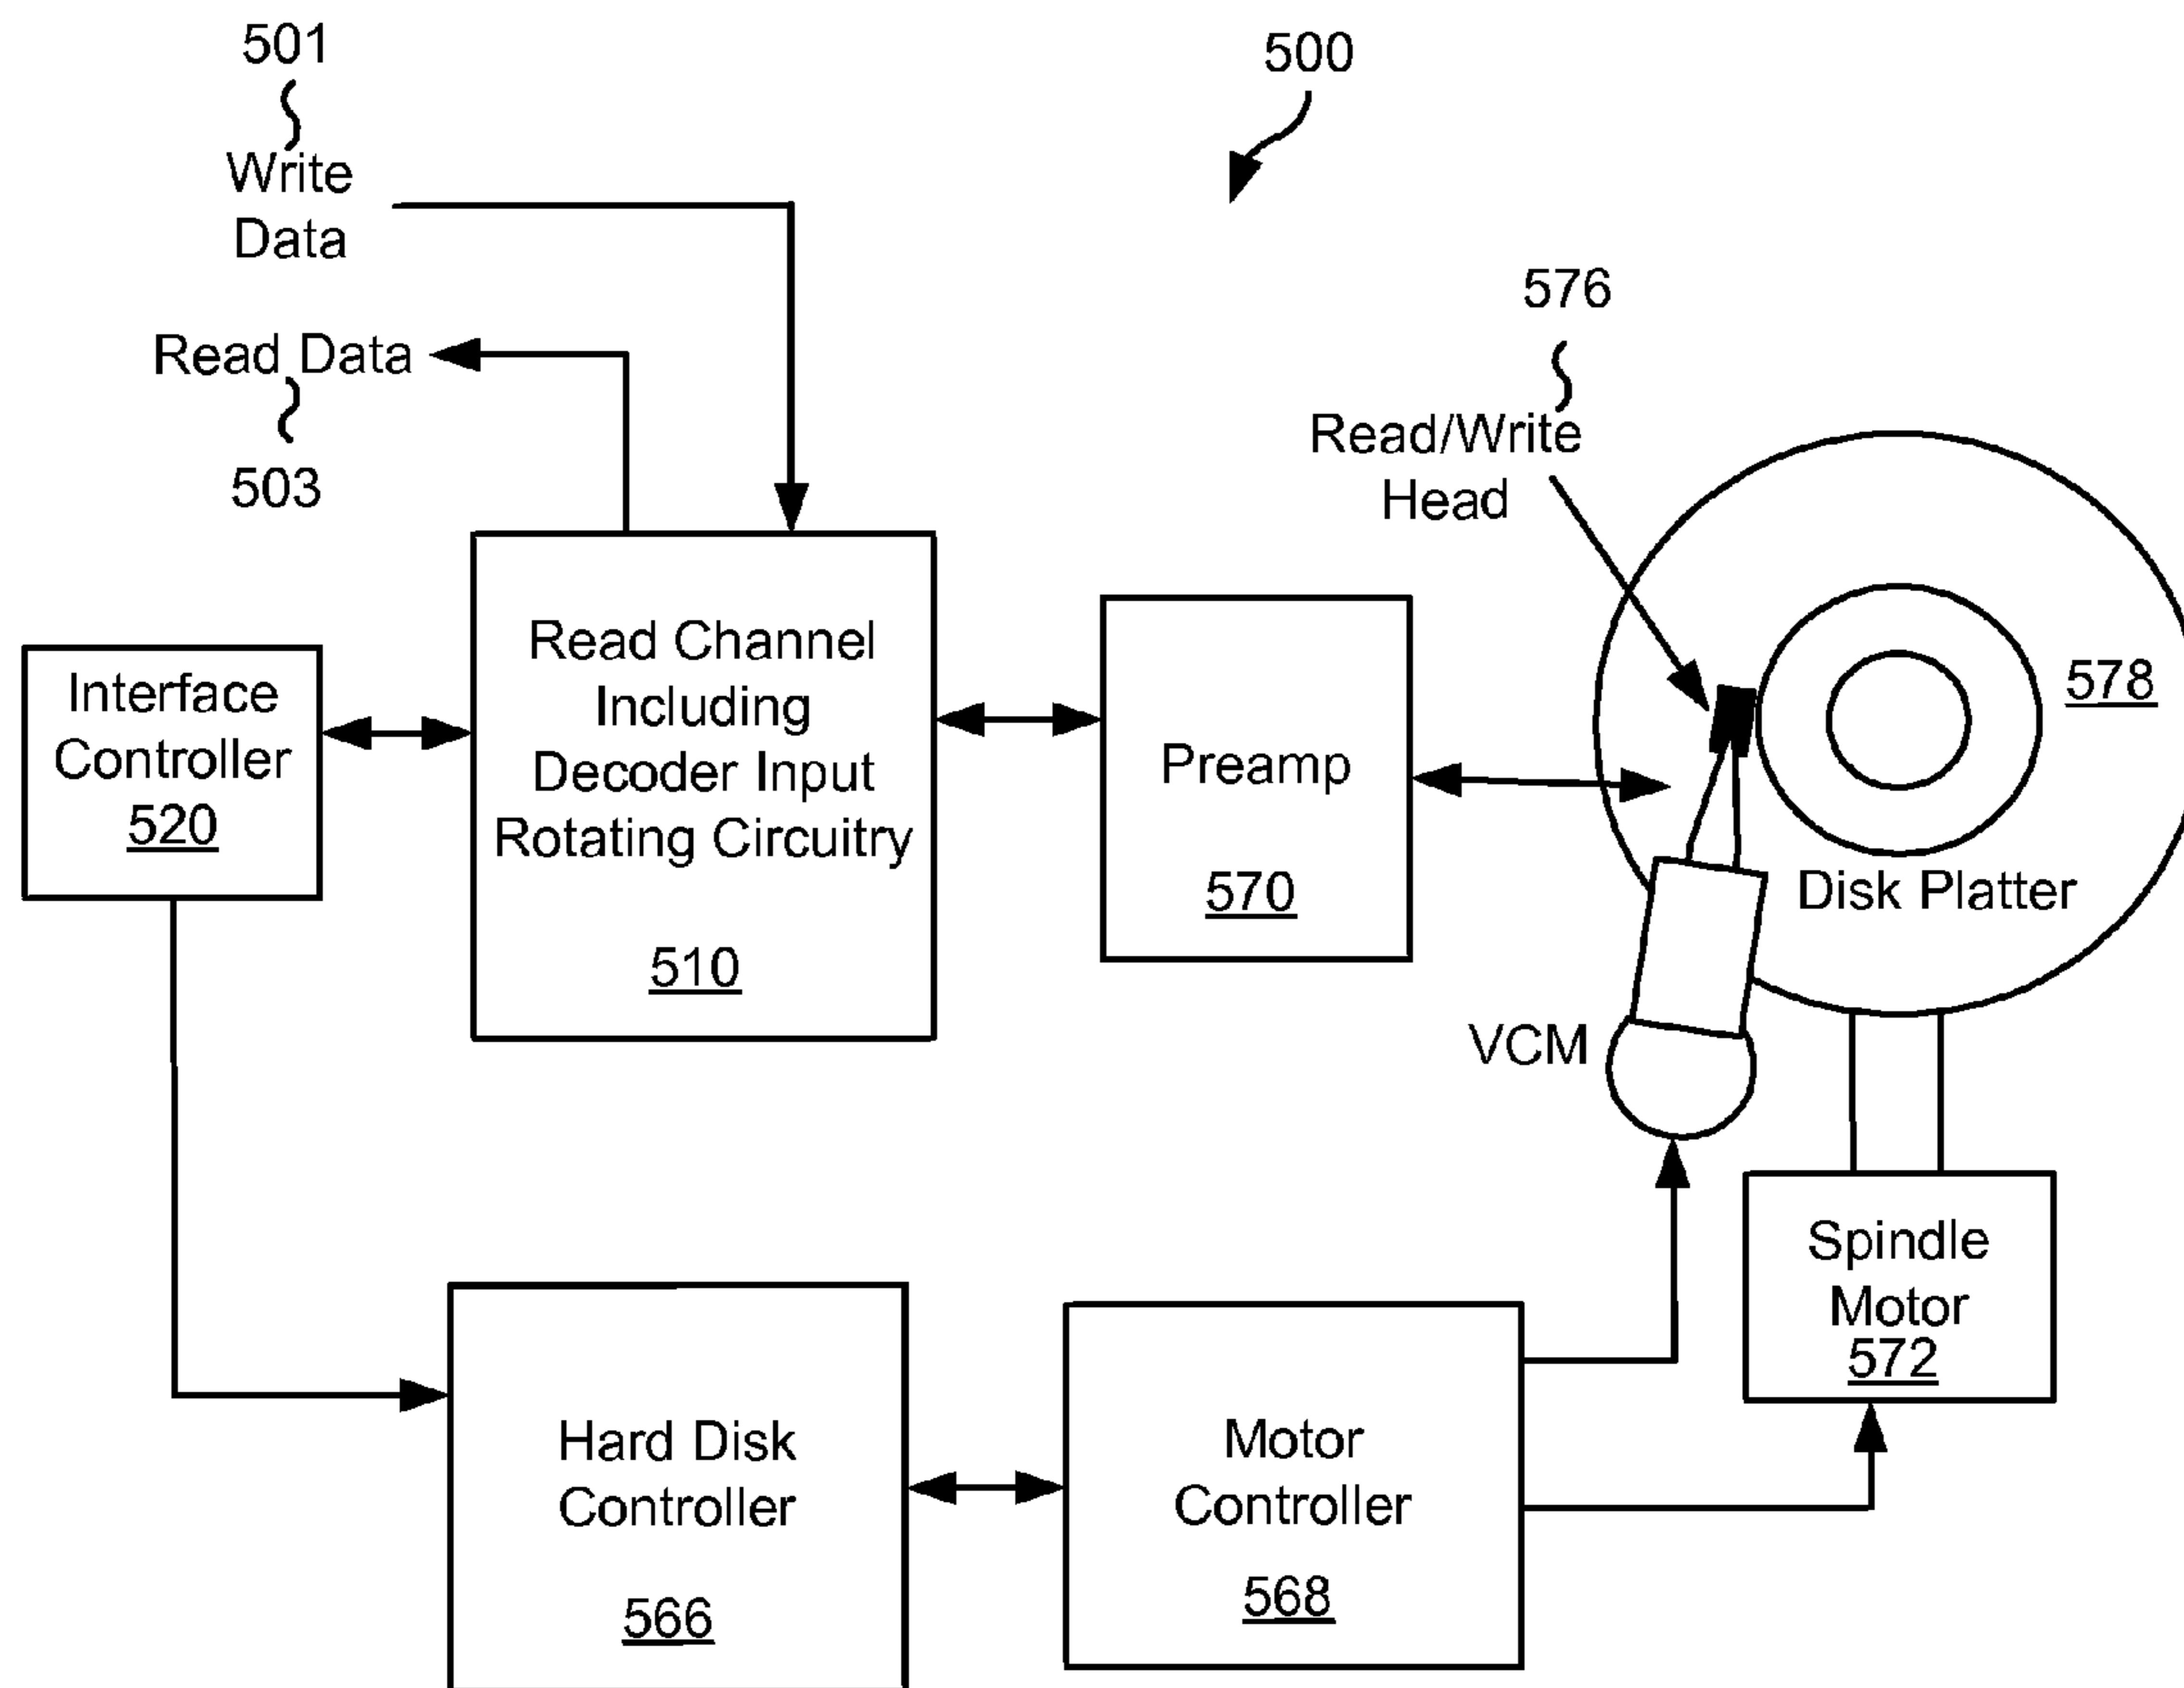 501
500
Write
Data
576
Read Data
503
Read/Write
Head
Interface
Controller
520
Read Channel
Including
Decoder Input
Rotating Circuitry
510
Preamp
570
578
Disk Platter
VCM
Spindle
Motor
572
Hard Disk
Controller
566
Motor
Controller
568